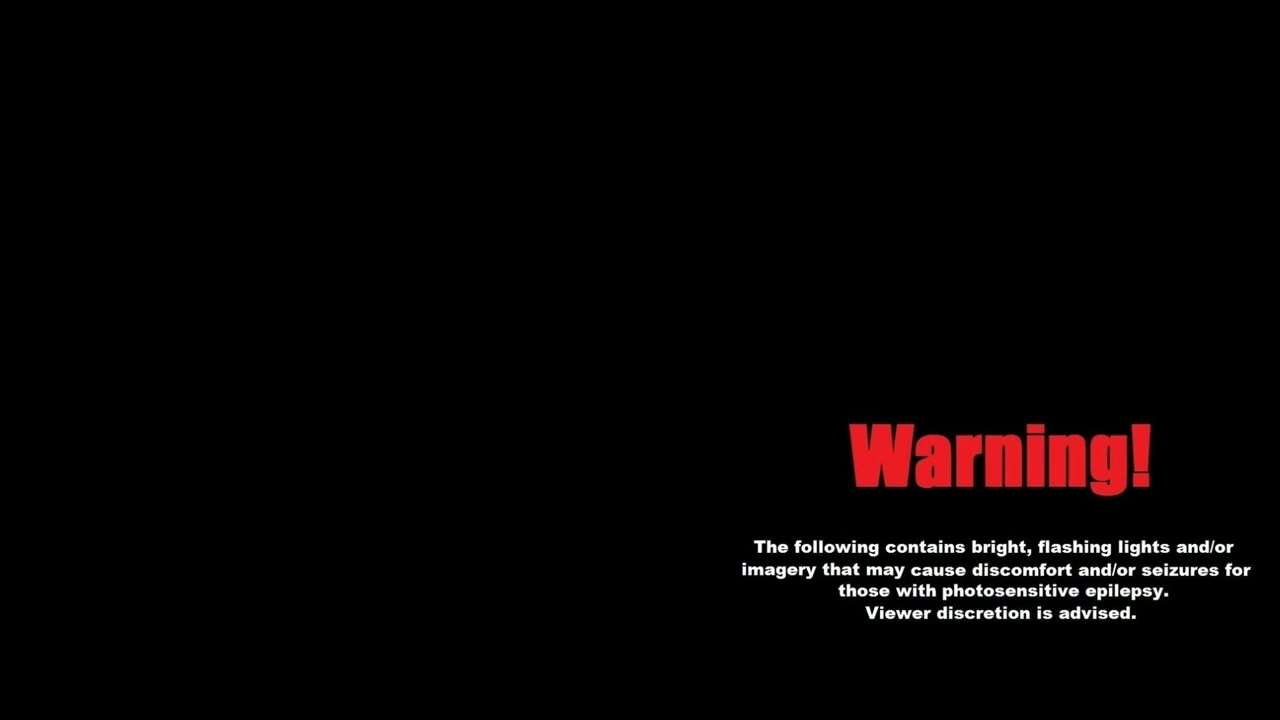 Warning!
The following contains bright, flashing lights and/or
imagery that may cause discomfort and/or seizures for
those with photosensitive epilepsy.
Viewer discretion is advised.